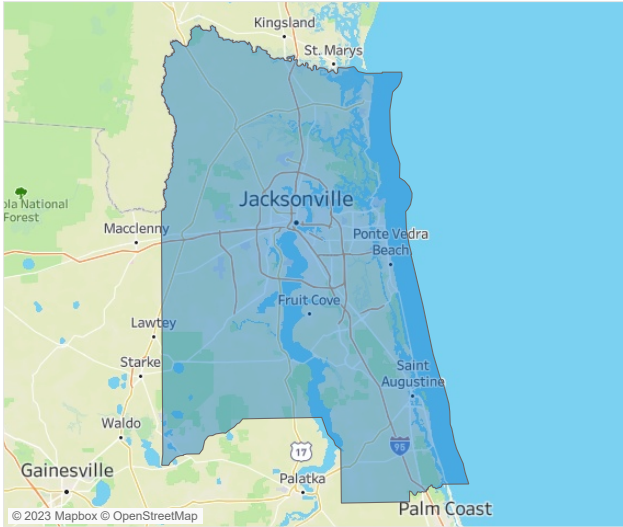 Kingsland
St. Marys
ola National
Forest
Jacksonville
Macclenny
Ponte Vedra
Beach
Fruit Cove
Lawtey
Starke
Saint
Augustine
Waldo
17
95
Gainesville
Palatka
Palm Coast
© 2023 Mapbox © OpenStreetMap